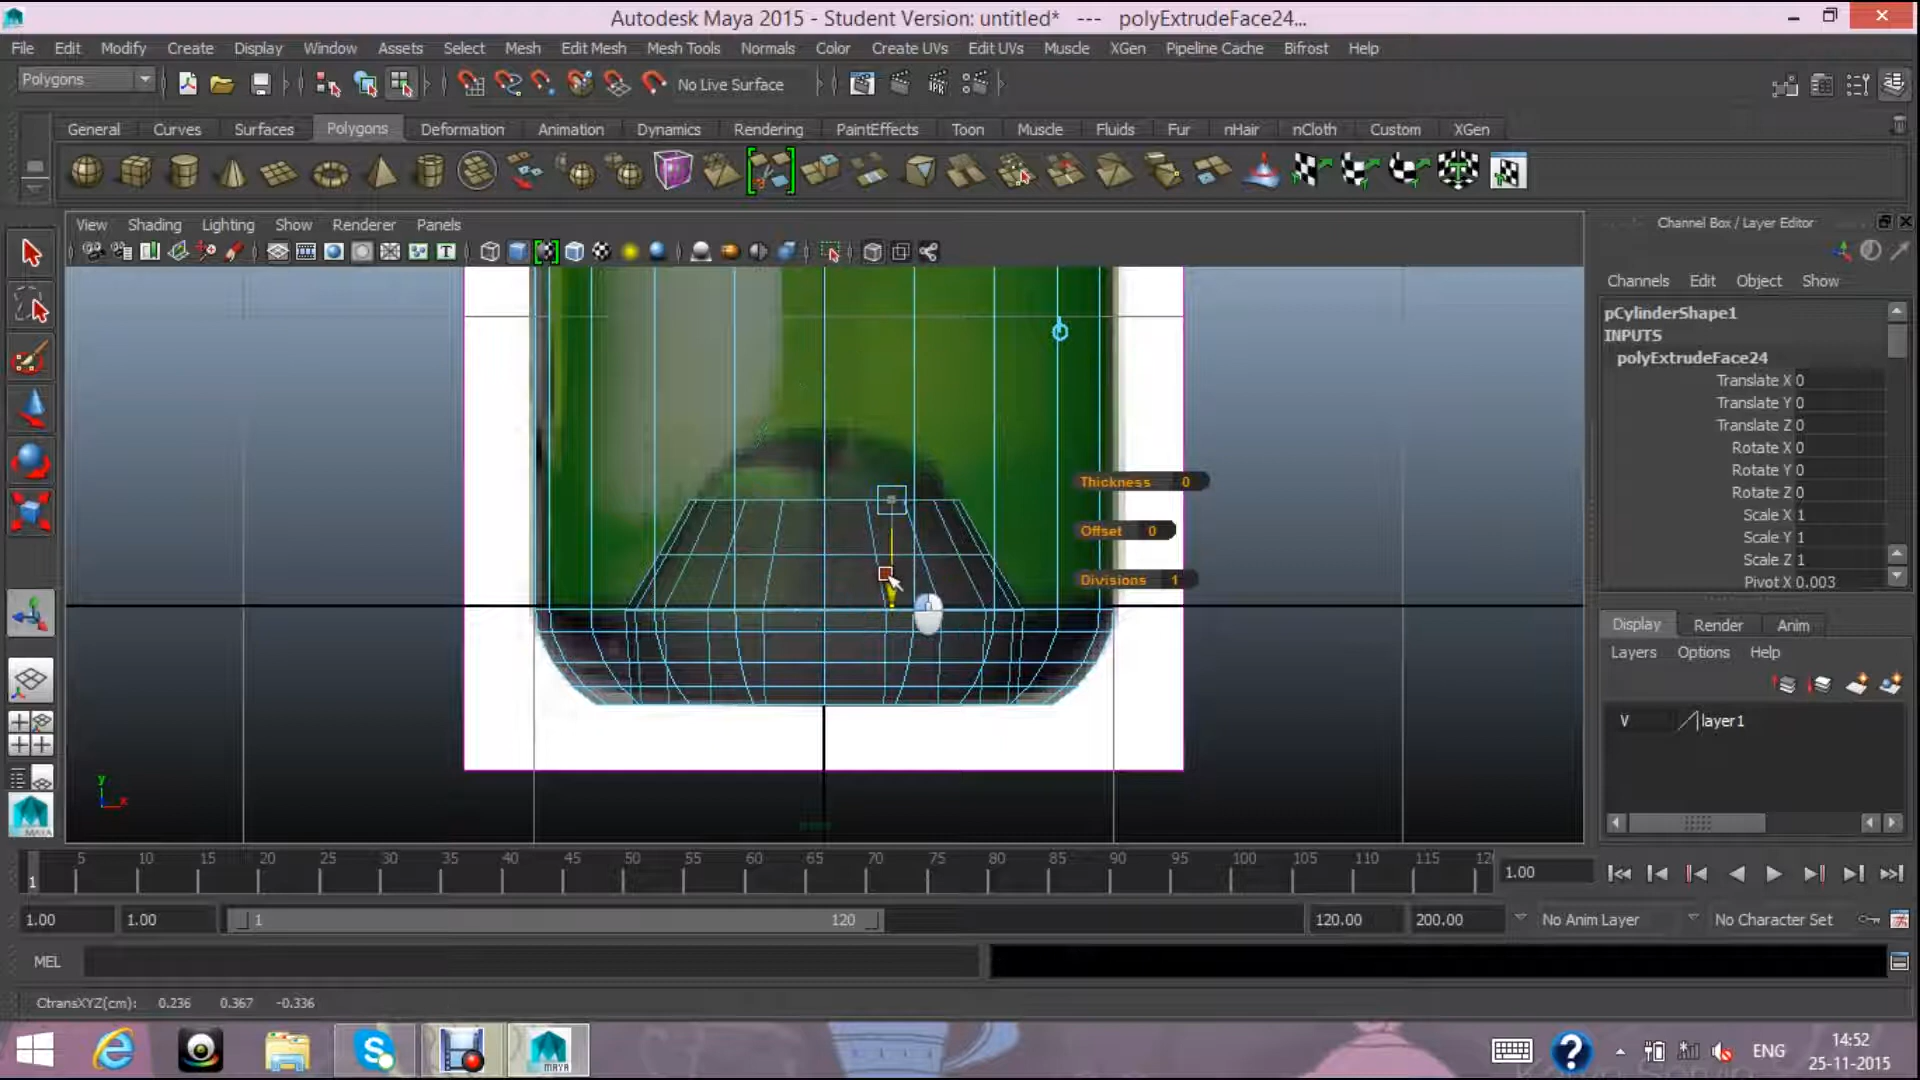 Autodesk Maya 2015 - Student Version: untitled* --- polyExtrudeFace24...
File Edit Modify Create Display Window Assets Select Mesh Edit Mesh Mesh Tools Normals Color Create UVs Edit UVs Muscle XGen Pipeline Cache Bifrost Help
Polygons No Live Surface
General Curves Surfaces Polygons Deformation Animation Dynamics Rendering PaintEffects Toon Muscle Fluids Fur nHair nCloth Custom XGen
View Shading Lighting Show Renderer Panels
Channel Box / Layer Editor
Channels Edit Object Show
pCylinderShape1
INPUTS
polyExtrudeFace24
Translate X 0
Translate Y 0
Translate Z 0
Rotate X 0
Rotate Y 0
Rotate Z 0
Scale X 1
Scale Y 1
Scale Z 1
Pivot X 0.003
Thickness 0
Offset 0
Divisions 1
Display Render Anim
Layers Options Help
V layer1
y
x
MAYA
5 10 15 20 25 30 35 40 45 50 55 60 65 70 75 80 85 90 95 100 105 110 115 12
1 1.00
1.00 1.00 1 120 120.00 200.00 No Anim Layer No Character Set
MEL
CtransXYZ(cm): 0.236 0.367 -0.336
MAYA
ENG
14:52
25-11-2015